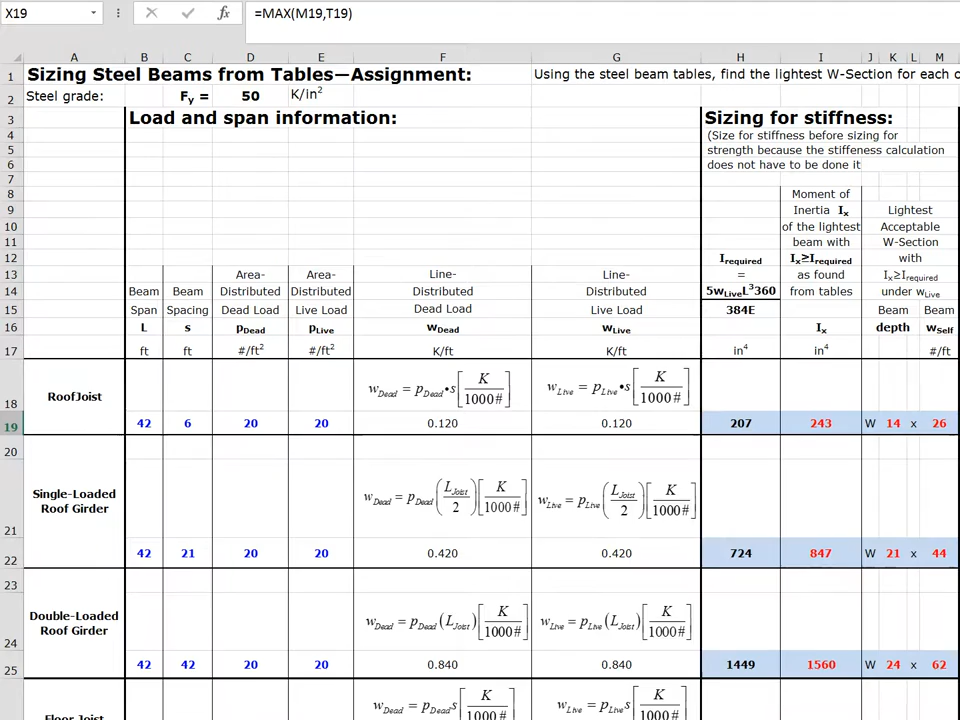 X19 fx =MAX(M19,T19)
A B C D E F G H I J K L M
1 Sizing Steel Beams from Tables—Assignment: Using the steel beam tables, find the lightest W-Section for each o
2 Steel grade: Fy = 50 K/in2
3 Load and span information: Sizing for stiffness:
4 (Size for stiffness before sizing for
5 strength because the stiffeness calculation
6 does not have to be done it
7
8 Moment of
9 Inertia Ix Lightest
10 of the lightest Acceptable
11 beam with W-Section
12 Irequired Ix≥Irequired with
13 Area- Area- Line- Line- = as found Ix≥Irequired
14 Beam Beam Distributed Distributed Distributed Distributed 5wLiveL3360 from tables under wLive
15 Span Spacing Dead Load Live Load Dead Load Live Load 384E Beam Beam
16 L s pDead pLive wDead wLive Ix depth wSelf
17 ft ft #/ft2 #/ft2 K/ft K/ft in4 in4 #/ft
18 RoofJoist wDead = pDead•s[K/1000#] wLive = pLive•s[K/1000#]
19 42 6 20 20 0.120 0.120 207 243 W 14 x 26
20
21 Single-Loaded Roof Girder wDead = pDead(LJoist/2)[K/1000#] wLive = pLive(LJoist/2)[K/1000#]
22 42 21 20 20 0.420 0.420 724 847 W 21 x 44
23
24 Double-Loaded Roof Girder wDead = pDead(LJoist)[K/1000#] wLive = pLive(LJoist)[K/1000#]
25 42 42 20 20 0.840 0.840 1449 1560 W 24 x 62
Floor Joist wDead = pDeads[K/1000#] wLive = pLives[K/1000#]